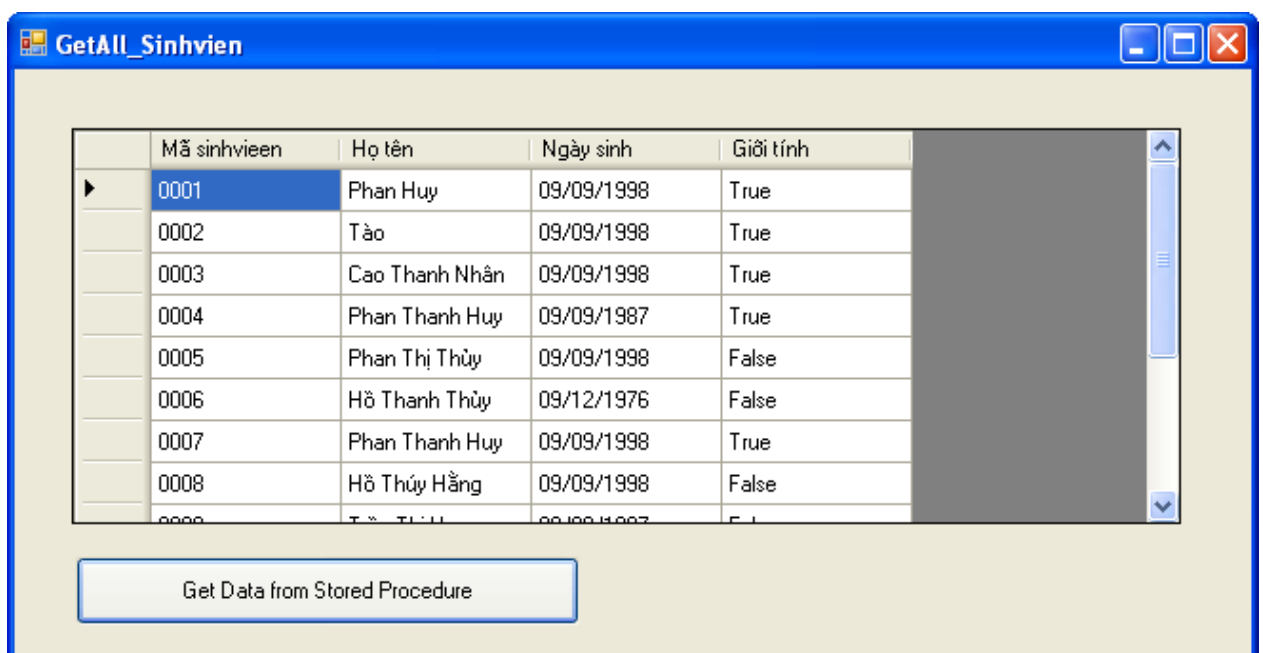 GetAll_Sinhvien
Mã sinhvieen Họ tên Ngày sinh Giới tính
0001 Phan Huy 09/09/1998 True
0002 Tào 09/09/1998 True
0003 Cao Thanh Nhân 09/09/1998 True
0004 Phan Thanh Huy 09/09/1987 True
0005 Phan Thị Thủy 09/09/1998 False
0006 Hồ Thanh Thủy 09/12/1976 False
0007 Phan Thanh Huy 09/09/1998 True
0008 Hồ Thúy Hằng 09/09/1998 False
Get Data from Stored Procedure